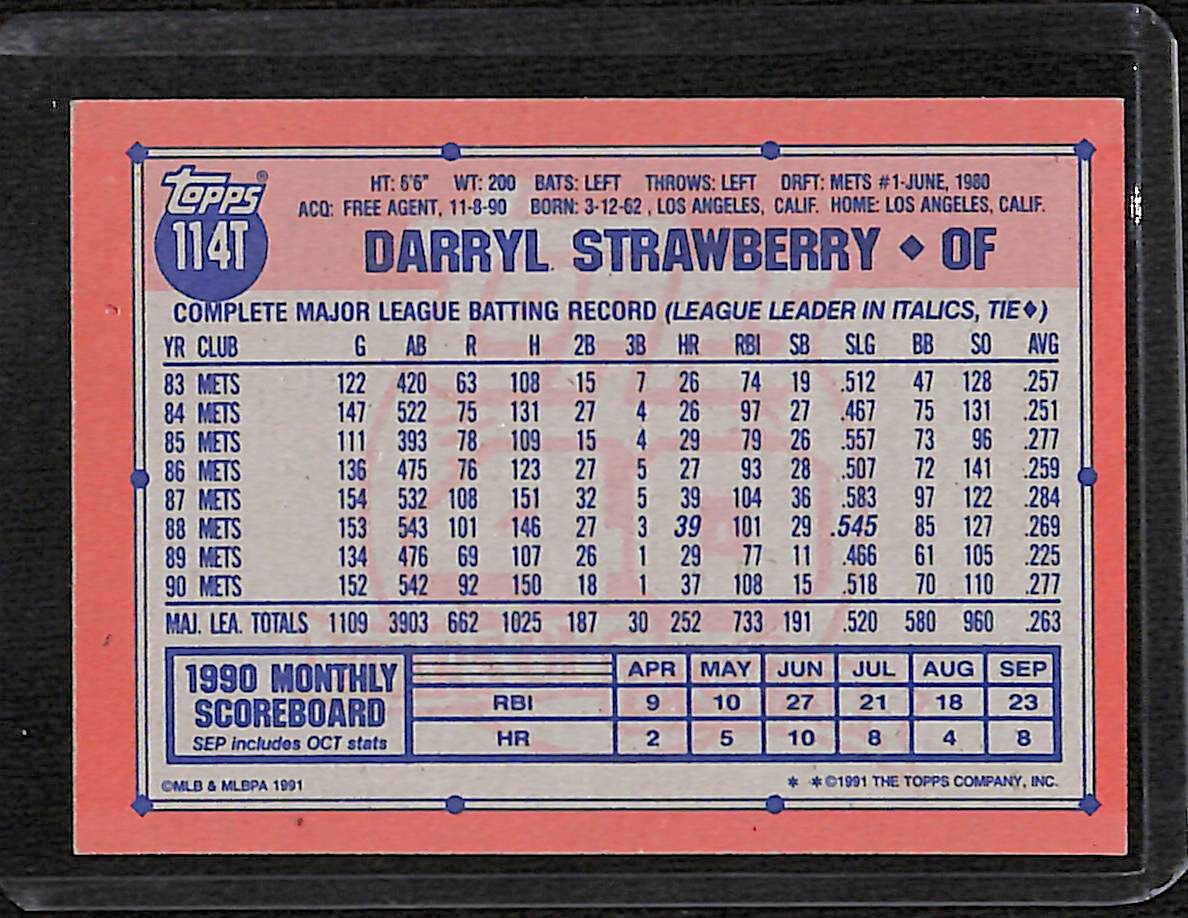 TOPPS®
114T
HT: 6'6" WT: 200 BATS: LEFT THROWS: LEFT DRFT: METS #1-JUNE, 1980
ACQ: FREE AGENT, 11-8-90 BORN: 3-12-62 , LOS ANGELES, CALIF. HOME: LOS ANGELES, CALIF.
DARRYL STRAWBERRY ◆ OF
COMPLETE MAJOR LEAGUE BATTING RECORD (LEAGUE LEADER IN ITALICS, TIE◆)
YR CLUB G AB R H 2B 3B HR RBI SB SLG BB SO AVG
83 METS 122 420 63 108 15 7 26 74 19 .512 47 128 .257
84 METS 147 522 75 131 27 4 26 97 27 .467 75 131 .251
85 METS 111 393 78 109 15 4 29 79 26 .557 73 96 .277
86 METS 136 475 76 123 27 5 27 93 28 .507 72 141 .259
87 METS 154 532 108 151 32 5 39 104 36 .583 97 122 .284
88 METS 153 543 101 146 27 3 39 101 29 .545 85 127 .269
89 METS 134 476 69 107 26 1 29 77 11 .466 61 105 .225
90 METS 152 542 92 150 18 1 37 108 15 .518 70 110 .277
MAJ. LEA. TOTALS 1109 3903 662 1025 187 30 252 733 191 .520 580 960 .263
1990 MONTHLY
SCOREBOARD
SEP includes OCT stats
APR MAY JUN JUL AUG SEP
RBI 9 10 27 21 18 23
HR 2 5 10 8 4 8
©MLB & MLBPA 1991
* *©1991 THE TOPPS COMPANY, INC.